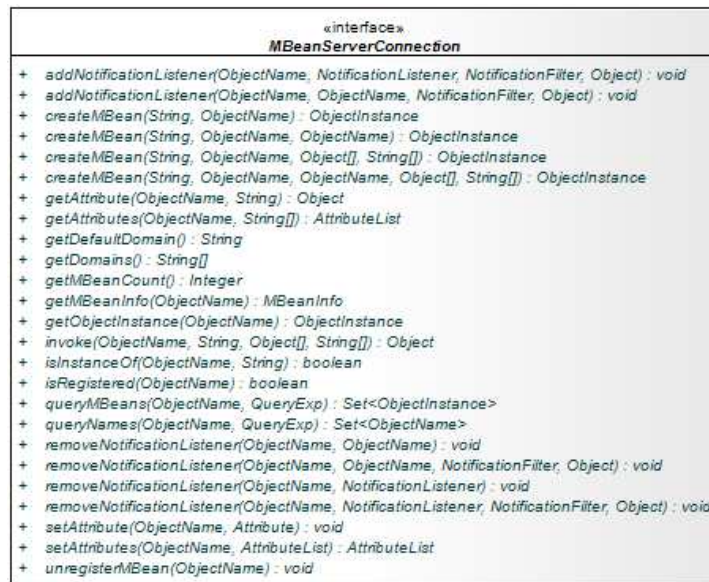 «interface»
MBeanServerConnection
+ addNotificationListener(ObjectName, NotificationListener, NotificationFilter, Object) : void
+ addNotificationListener(ObjectName, ObjectName, NotificationFilter, Object) : void
+ createMBean(String, ObjectName) : ObjectInstance
+ createMBean(String, ObjectName, ObjectName) : ObjectInstance
+ createMBean(String, ObjectName, Object[], String[]) : ObjectInstance
+ createMBean(String, ObjectName, ObjectName, Object[], String[]) : ObjectInstance
+ getAttribute(ObjectName, String) : Object
+ getAttributes(ObjectName, String[]) : AttributeList
+ getDefaultDomain() : String
+ getDomains() : String[]
+ getMBeanCount() : Integer
+ getMBeanInfo(ObjectName) : MBeanInfo
+ getObjectInstance(ObjectName) : ObjectInstance
+ invoke(ObjectName, String, Object[], String[]) : Object
+ isInstanceOf(ObjectName, String) : boolean
+ isRegistered(ObjectName) : boolean
+ queryMBeans(ObjectName, QueryExp) : Set<ObjectInstance>
+ queryNames(ObjectName, QueryExp) : Set<ObjectName>
+ removeNotificationListener(ObjectName, ObjectName) : void
+ removeNotificationListener(ObjectName, ObjectName, NotificationFilter, Object) : void
+ removeNotificationListener(ObjectName, NotificationListener) : void
+ removeNotificationListener(ObjectName, NotificationListener, NotificationFilter, Object) : void
+ setAttribute(ObjectName, Attribute) : void
+ setAttributes(ObjectName, AttributeList) : AttributeList
+ unregisterMBean(ObjectName) : void